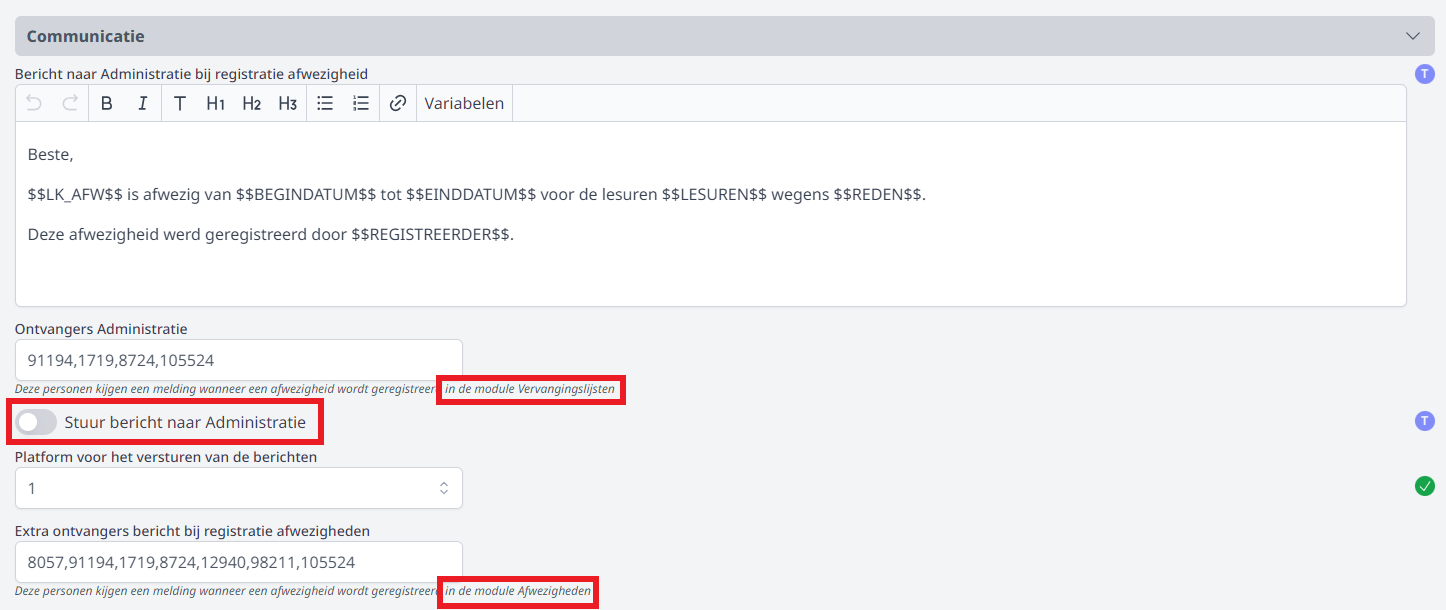 Communicatie
Bericht naar Administratie bij registratie afwezigheid
T
B I T H1 H2 H3 Variabelen
Beste,
$$LK_AFW$$ is afwezig van $$BEGINDATUM$$ tot $$EINDDATUM$$ voor de lesuren $$LESUREN$$ wegens $$REDEN$$.
Deze afwezigheid werd geregistreerd door $$REGISTREERDER$$.
Ontvangers Administratie
91194,1719,8724,105524
Deze personen kijgen een melding wanneer een afwezigheid wordt geregistreer in de module Vervangingslijsten
Stuur bericht naar Administratie
T
Platform voor het versturen van de berichten
1
Extra ontvangers bericht bij registratie afwezigheden
8057,91194,1719,8724,12940,98211,105524
Deze personen kijgen een melding wanneer een afwezigheid wordt geregistreer in de module Afwezigheden